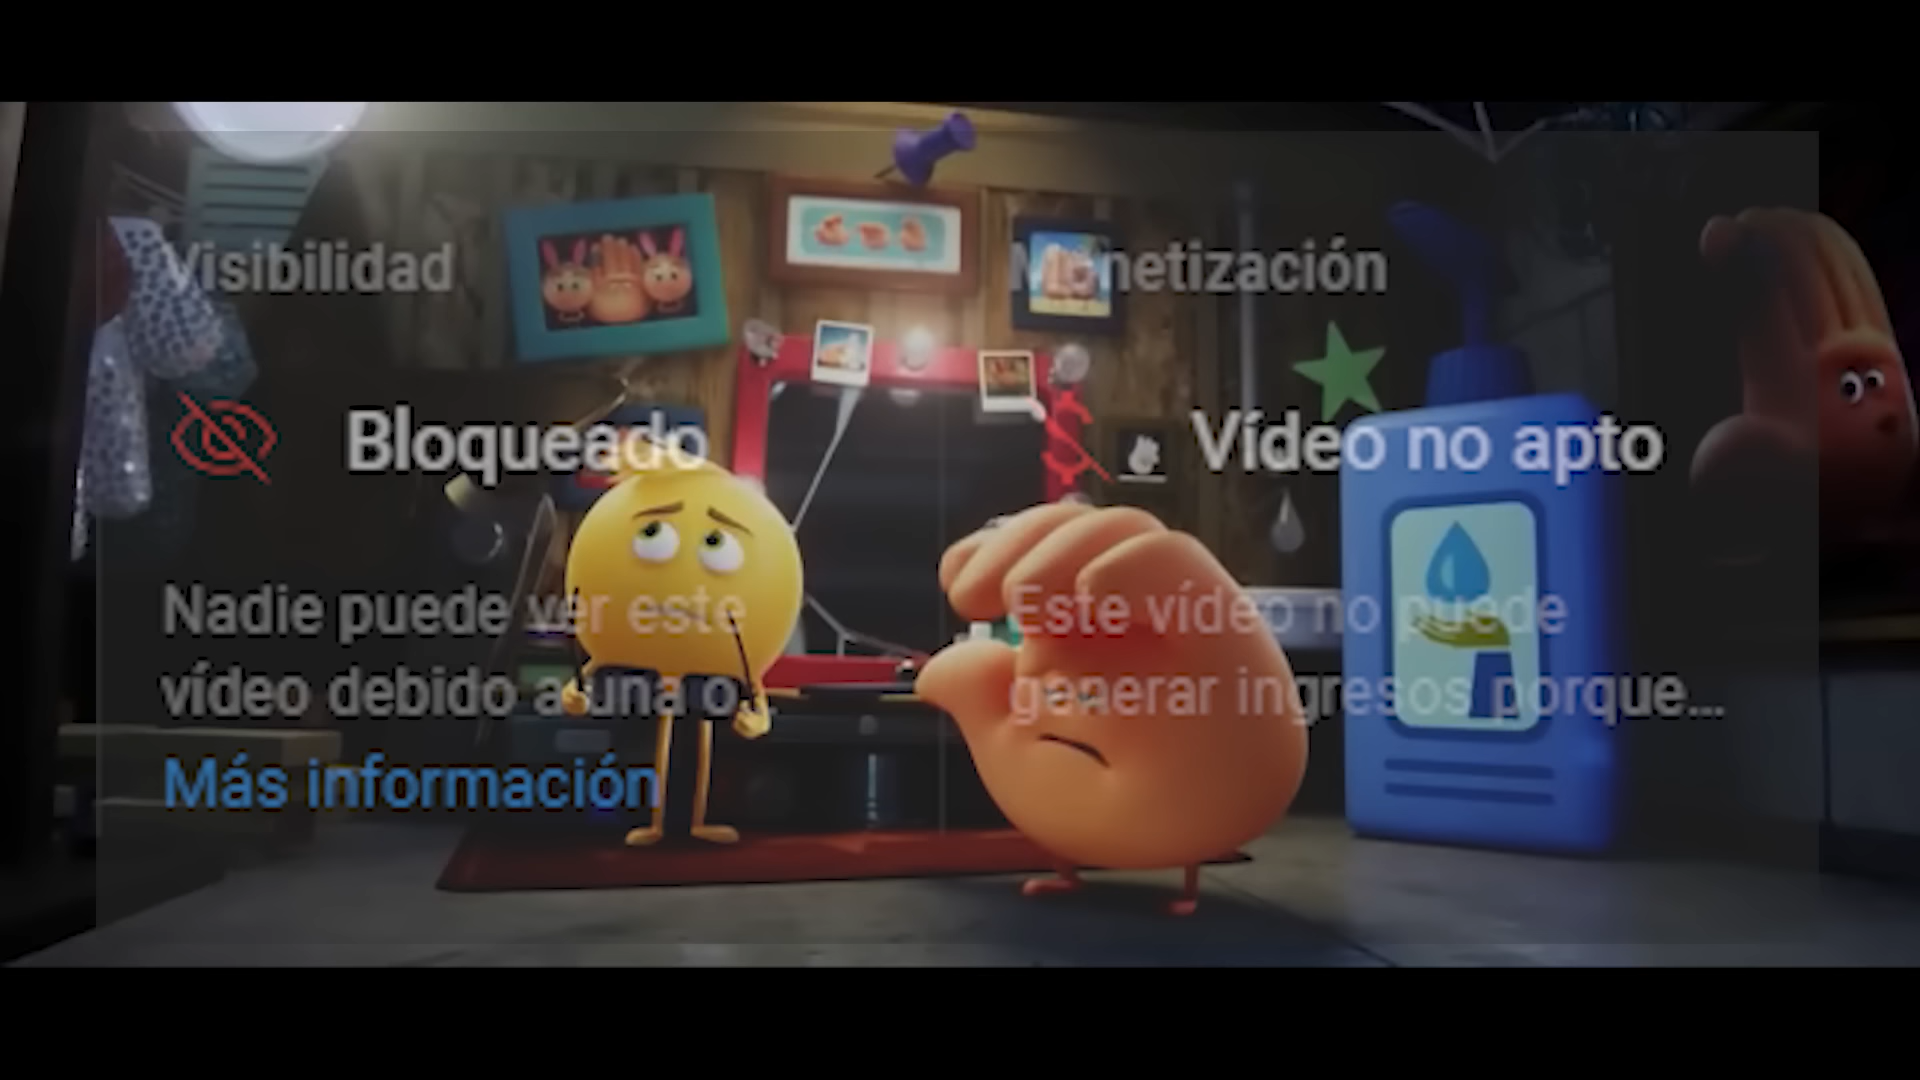 Visibilidad
Monetización
Bloqueado
Vídeo no apto
Nadie puede ver este
vídeo debido a una o
Más información
Este vídeo no puede
generar ingresos porque...